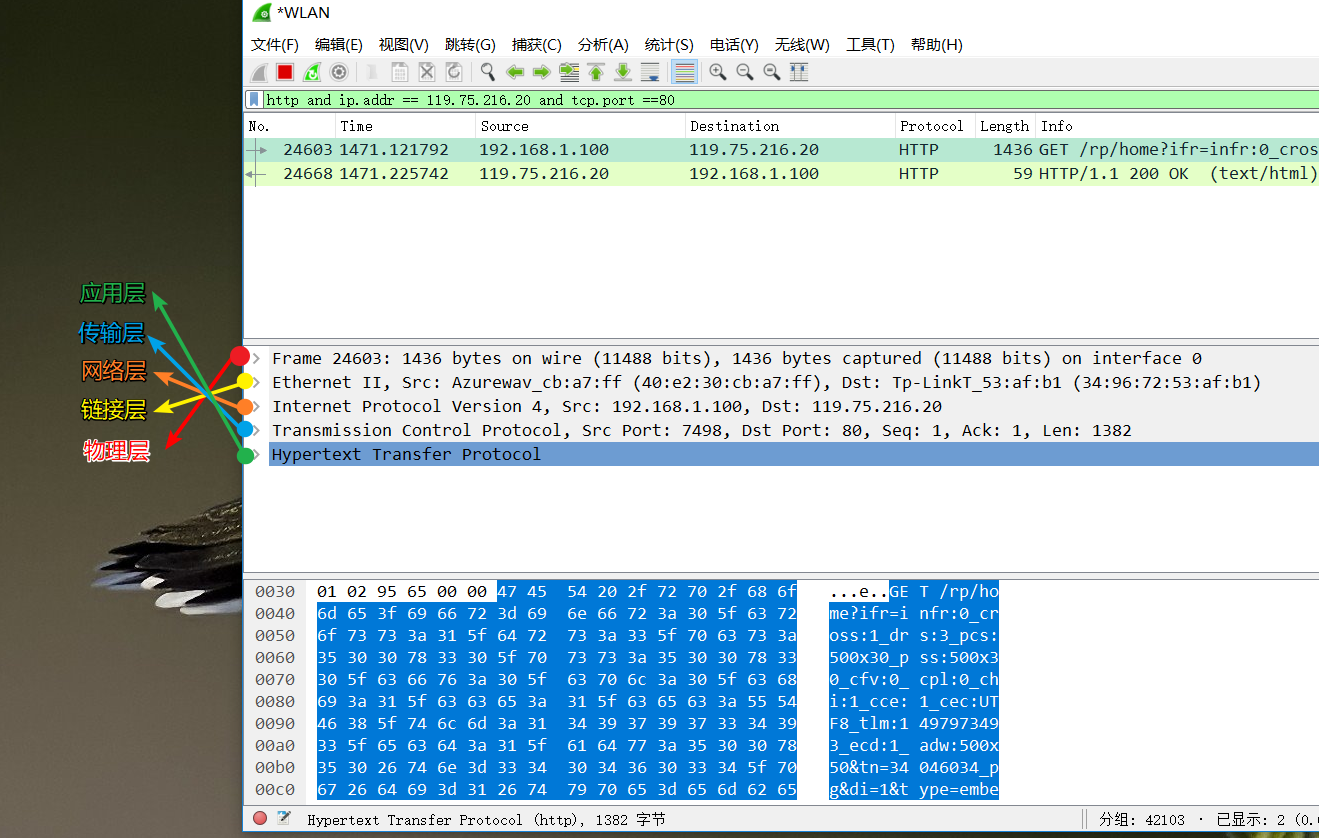 *WLAN
文件(F) 编辑(E) 视图(V) 跳转(G) 捕获(C) 分析(A) 统计(S) 电话(Y) 无线(W) 工具(T) 帮助(H)
http and ip.addr == 119.75.216.20 and tcp.port ==80
No. Time Source Destination Protocol Length Info
24603 1471.121792 192.168.1.100 119.75.216.20 HTTP 1436 GET /rp/home?ifr=infr:0_cros
24668 1471.225742 119.75.216.20 192.168.1.100 HTTP 59 HTTP/1.1 200 OK (text/html)
应用层
传输层
网络层
链接层
物理层
Frame 24603: 1436 bytes on wire (11488 bits), 1436 bytes captured (11488 bits) on interface 0
Ethernet II, Src: Azurewav_cb:a7:ff (40:e2:30:cb:a7:ff), Dst: Tp-LinkT_53:af:b1 (34:96:72:53:af:b1)
Internet Protocol Version 4, Src: 192.168.1.100, Dst: 119.75.216.20
Transmission Control Protocol, Src Port: 7498, Dst Port: 80, Seq: 1, Ack: 1, Len: 1382
Hypertext Transfer Protocol
0030 01 02 95 65 00 00 47 45 54 20 2f 72 70 2f 68 6f ...e..GE T /rp/ho
0040 6d 65 3f 69 66 72 3d 69 6e 66 72 3a 30 5f 63 72 me?ifr=i nfr:0_cr
0050 6f 73 73 3a 31 5f 64 72 73 3a 33 5f 70 63 73 3a oss:1_dr s:3_pcs:
0060 35 30 30 78 33 30 5f 70 73 73 3a 35 30 30 78 33 500x30_p ss:500x3
0070 30 5f 63 66 76 3a 30 5f 63 70 6c 3a 30 5f 63 68 0_cfv:0_ cpl:0_ch
0080 69 3a 31 5f 63 63 65 3a 31 5f 63 65 63 3a 55 54 i:1_cce: 1_cec:UT
0090 46 38 5f 74 6c 6d 3a 31 34 39 37 39 37 33 34 39 F8_tlm:1 49797349
00a0 33 5f 65 63 64 3a 31 5f 61 64 77 3a 35 30 30 78 3_ecd:1_ adw:500x
00b0 35 30 26 74 6e 3d 33 34 30 34 36 30 33 34 5f 70 50&tn=34 046034_p
00c0 67 26 64 69 3d 31 26 74 79 70 65 3d 65 6d 62 65 g&di=1&t ype=embe
Hypertext Transfer Protocol (http), 1382 字节 分组: 42103 · 已显示: 2 (0.